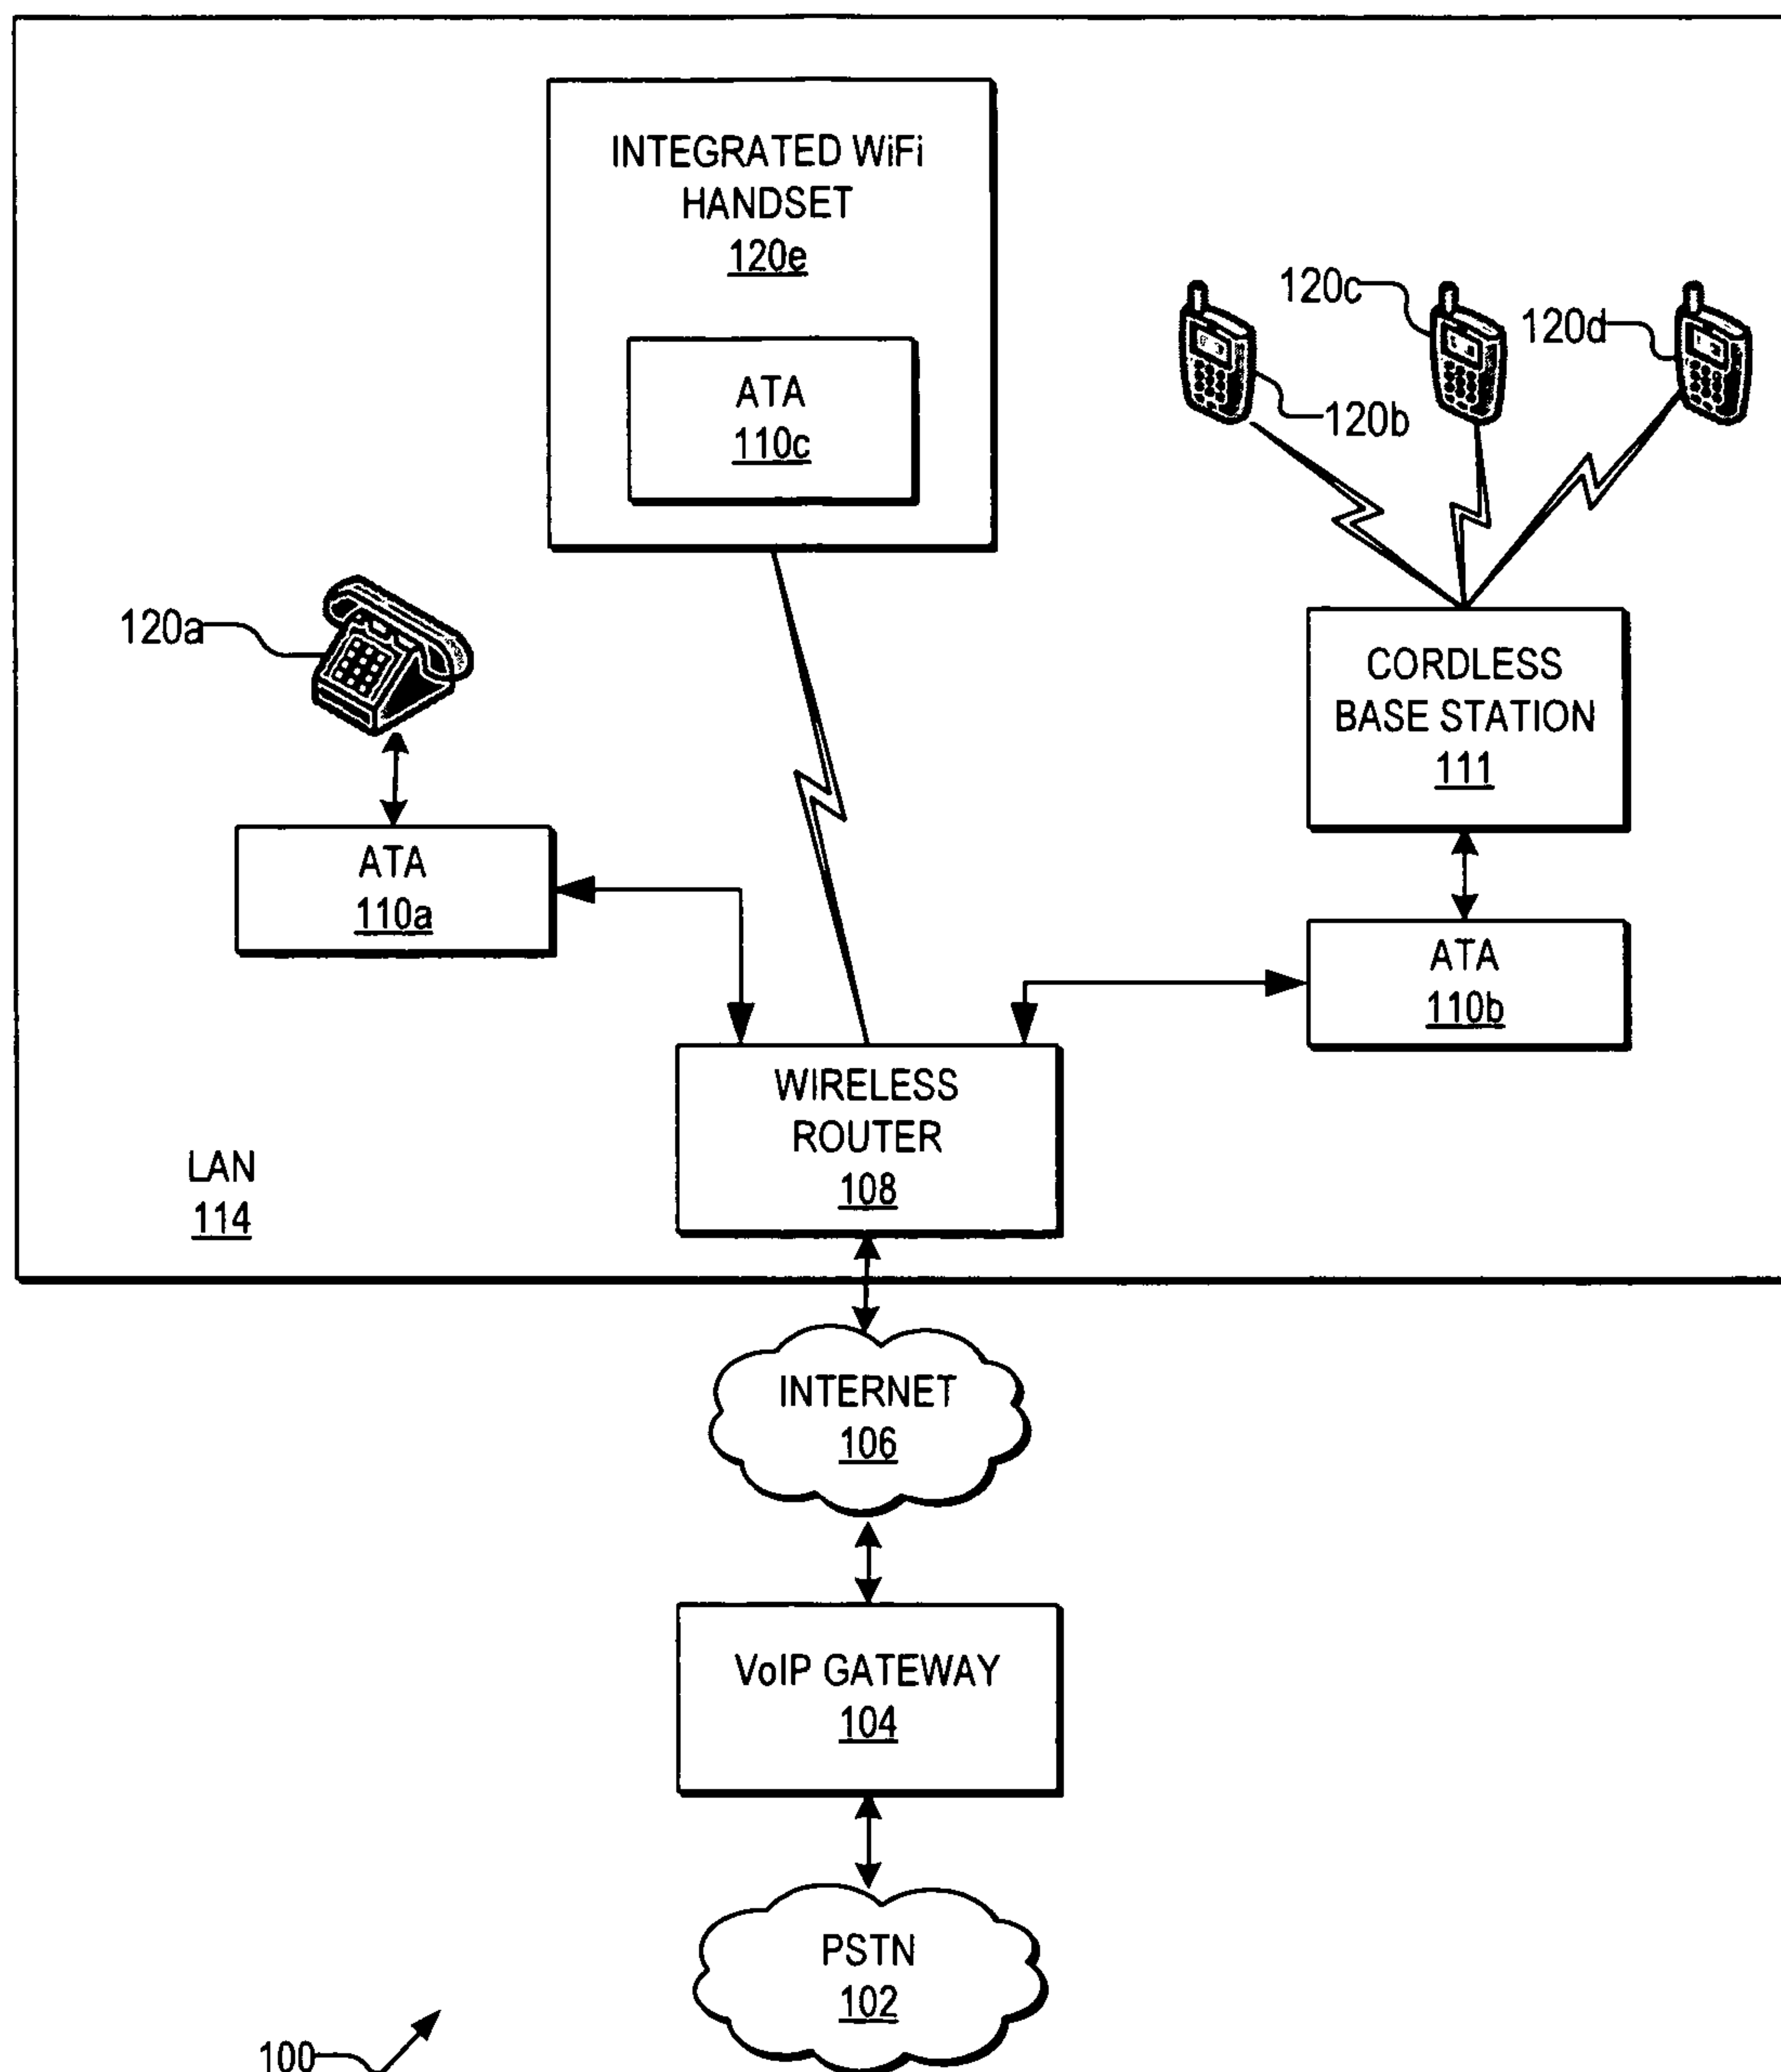 INTEGRATED WiFi
HANDSET
120e
ATA
110c
120c
120d
120b
120a
CORDLESS
BASE STATION
111
ATA
110a
ATA
110b
WIRELESS
ROUTER
108
LAN
114
INTERNET
106
VoIP GATEWAY
104
PSTN
102
100